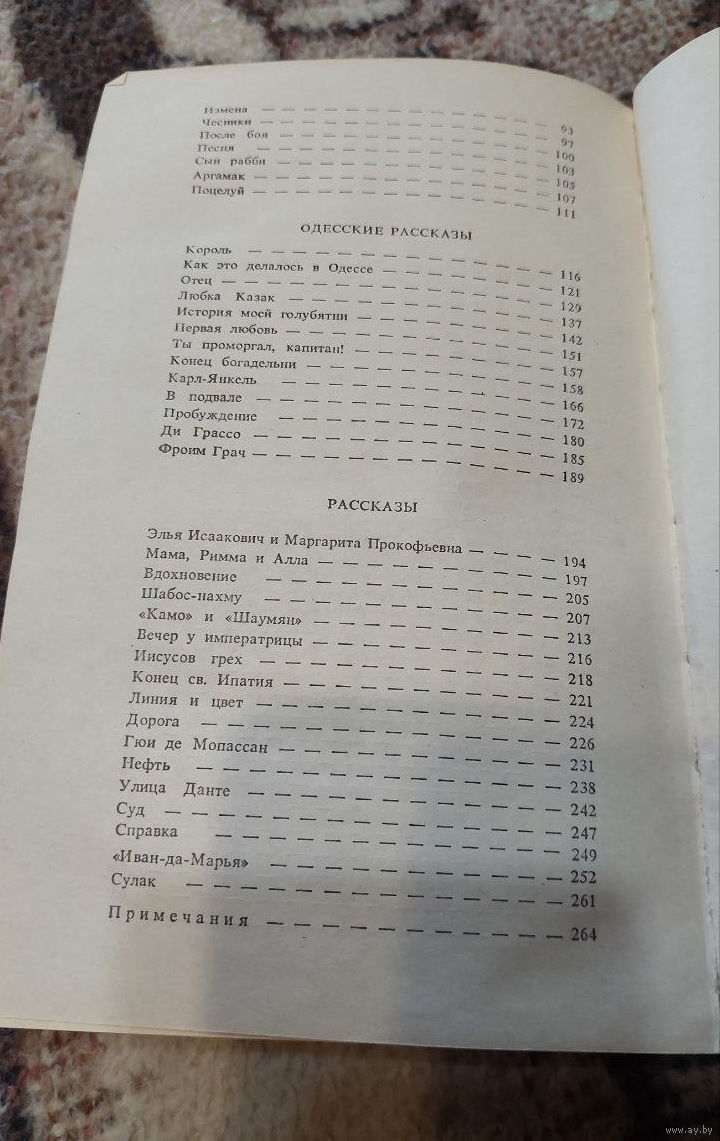 Измена — — — — — — — — — — — — 93
Чесники — — — — — — — — — — — — 97
После боя — — — — — — — — — — — 100
Песня — — — — — — — — — — — — 103
Сын рабби — — — — — — — — — — — 105
Аргамак — — — — — — — — — — — — 107
Поцелуй — — — — — — — — — — — — 111
ОДЕССКИЕ РАССКАЗЫ
Король — — — — — — — — — — — — 116
Как это делалось в Одессе — — — — — — — 121
Отец — — — — — — — — — — — — — 129
Любка Казак — — — — — — — — — — — 137
История моей голубятни — — — — — — — — 142
Первая любовь — — — — — — — — — — 151
Ты проморгал, капитан! — — — — — — — — 157
Конец богадельни — — — — — — — — — 158
Карл-Янкель — — — — — — — — — — — 166
В подвале — — — — — — — — — — — 172
Пробуждение — — — — — — — — — — — 180
Ди Грассо — — — — — — — — — — — — 185
Фроим Грач — — — — — — — — — — — — 189
РАССКАЗЫ
Элья Исаакович и Маргарита Прокофьевна — — — — 194
Мама, Римма и Алла — — — — — — — — — 197
Вдохновение — — — — — — — — — — — 205
Шабос-нахму — — — — — — — — — — — 207
«Камо» и «Шаумян» — — — — — — — — — 213
Вечер у императрицы — — — — — — — — — 216
Иисусов грех — — — — — — — — — — — 218
Конец св. Ипатия — — — — — — — — — — 221
Линия и цвет — — — — — — — — — — — 224
Дорога — — — — — — — — — — — — — 226
Гюи де Мопассан — — — — — — — — — — 231
Нефть — — — — — — — — — — — — — 238
Улица Данте — — — — — — — — — — — 242
Суд — — — — — — — — — — — — — — 247
Справка — — — — — — — — — — — — 249
«Иван-да-Марья» — — — — — — — — — — 252
Сулак — — — — — — — — — — — — — 261
Примечания — — — — — — — — — — — 264
www.ay.by